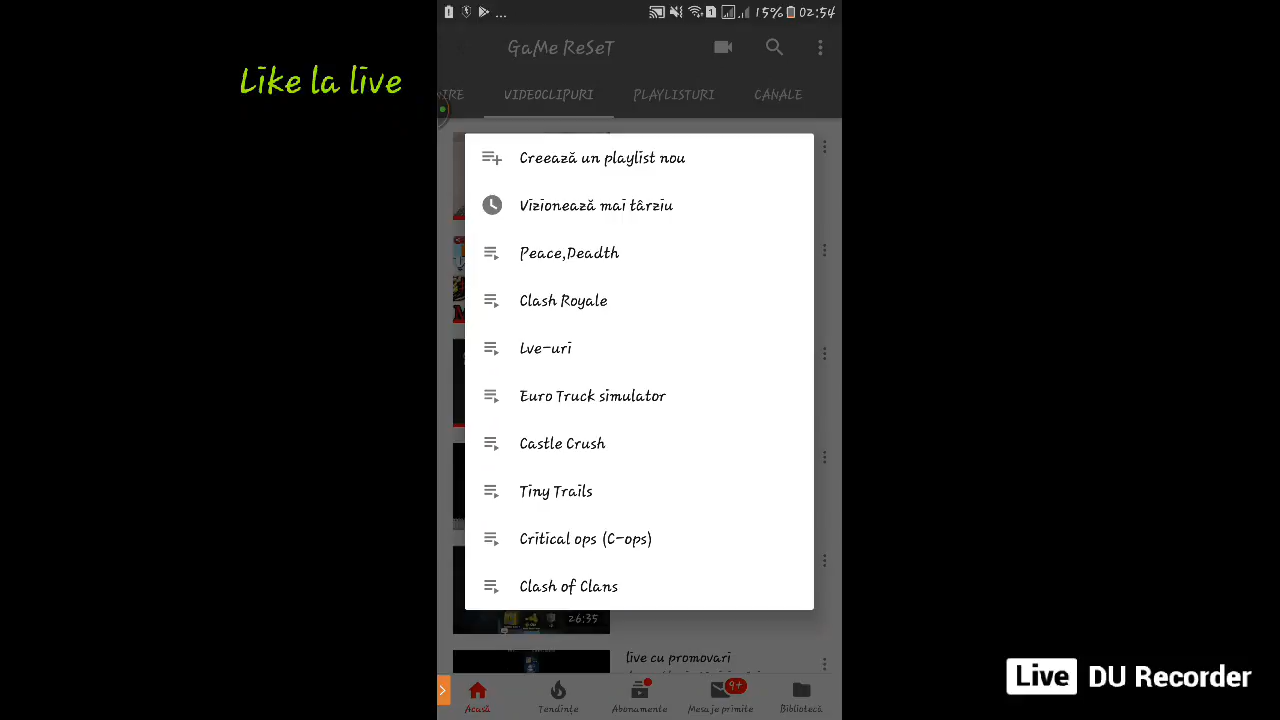 ... 1 15% 02:54
GaMe ReSeT
Like la live
IRE VIDEOCLIPURI PLAYLISTURI CANALE
Creează un playlist nou
Vizionează mai târziu
Peace,Deadth
Clash Royale
Lve-uri
Euro Truck simulator
Castle Crush
Tiny Trails
Critical ops (C-ops)
Clash of Clans
26:35
live cu promovari
Live DU Recorder
9+
Acasă Tendințe Abonamente Mesaje primite Bibliotecă